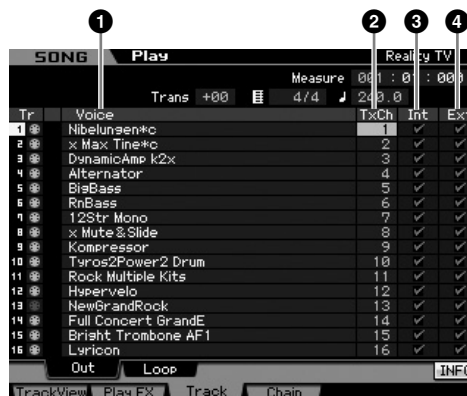 1 2 3 4
SONG Play Reality TV
Measure 001 : 01 : 000
Trans +00 4/4 240.0
Tr Voice TxCh Int Ext
1 Nibelungen*c 1
2 x Max Tine*c 2
3 DynamicAmp k2x 3
4 Alternator 4
5 BigBass 5
6 RnBass 6
7 12Str Mono 7
8 x Mute&Slide 8
9 Kompressor 9
10 Tyros2Power2 Drum 10
11 Rock Multiple Kits 11
12 Hypervelo 12
13 NewGrandRock 13
14 Full Concert GrandE 14
15 Bright Trombone AF1 15
16 Lyricon 16
Out Loop INFO
TrackView Play FX Track Chain